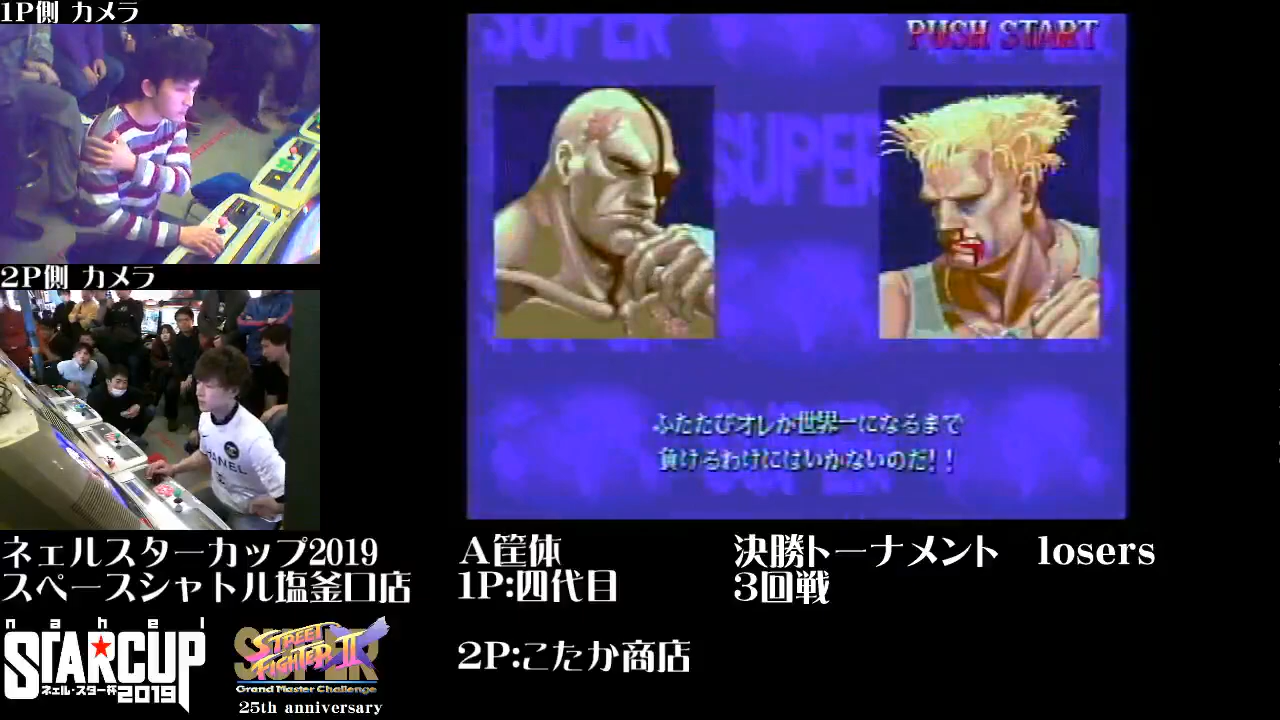 1P側 カメラ
PUSH START
SUPER
SUPER
2P側 カメラ
CHANEL
ふたたびオレが世界一になるまで
負けるわけにはいかないのだ！！
ネェルスターカップ2019
スペースシャトル塩釜口店
A筐体
1P:四代目
決勝トーナメント losers
3回戦
2P:こたか商店
nahel
STARCUP
ネェル・スター杯2019
SUPER
STREET FIGHTER II X
Grand Master Challenge
25th anniversary